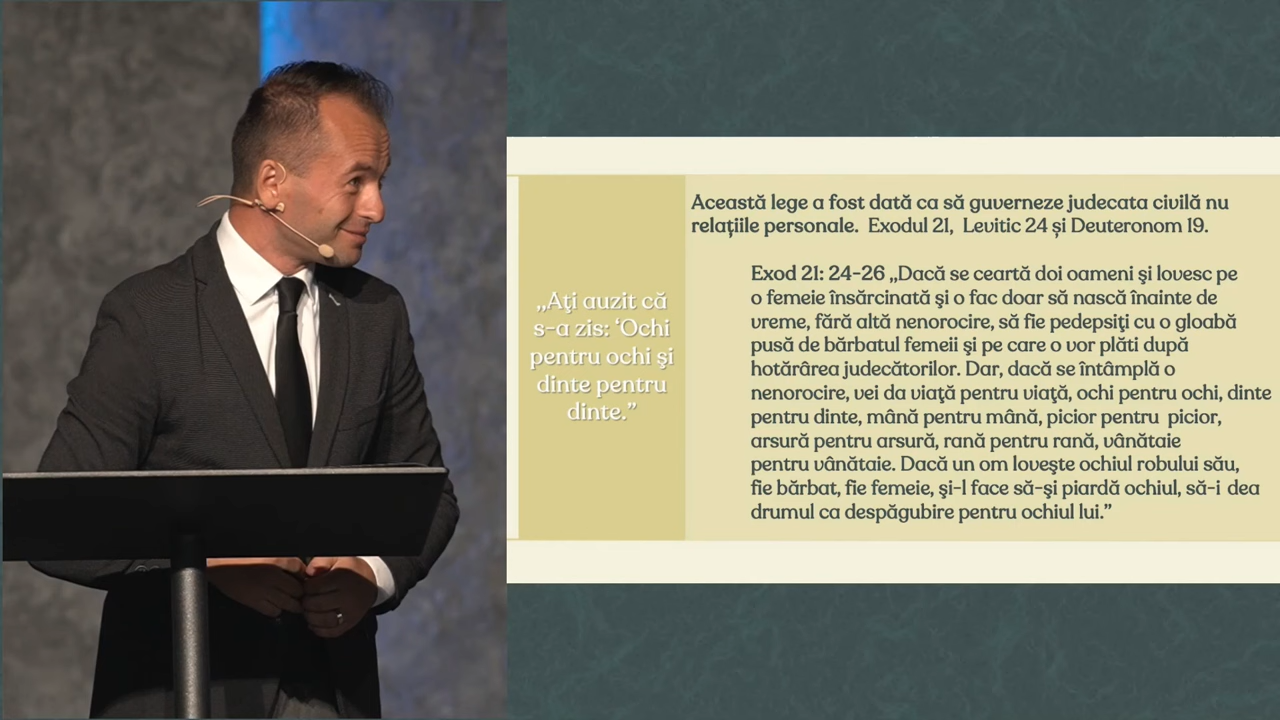 „Aţi auzit că
s-a zis: ‘Ochi
pentru ochi şi
dinte pentru
dinte.”
Această lege a fost dată ca să guverneze judecata civilă nu
relațiile personale. Exodul 21, Levitic 24 și Deuteronom 19.
Exod 21: 24-26 „Dacă se ceartă doi oameni şi lovesc pe
o femeie însărcinată şi o fac doar să nască înainte de
vreme, fără altă nenorocire, să fie pedepsiţi cu o gloabă
pusă de bărbatul femeii şi pe care o vor plăti după
hotărârea judecătorilor. Dar, dacă se întâmplă o
nenorocire, vei da viaţă pentru viaţă, ochi pentru ochi, dinte
pentru dinte, mână pentru mână, picior pentru picior,
arsură pentru arsură, rană pentru rană, vânătaie
pentru vânătaie. Dacă un om loveşte ochiul robului său,
fie bărbat, fie femeie, şi-l face să-şi piardă ochiul, să-i dea
drumul ca despăgubire pentru ochiul lui.”